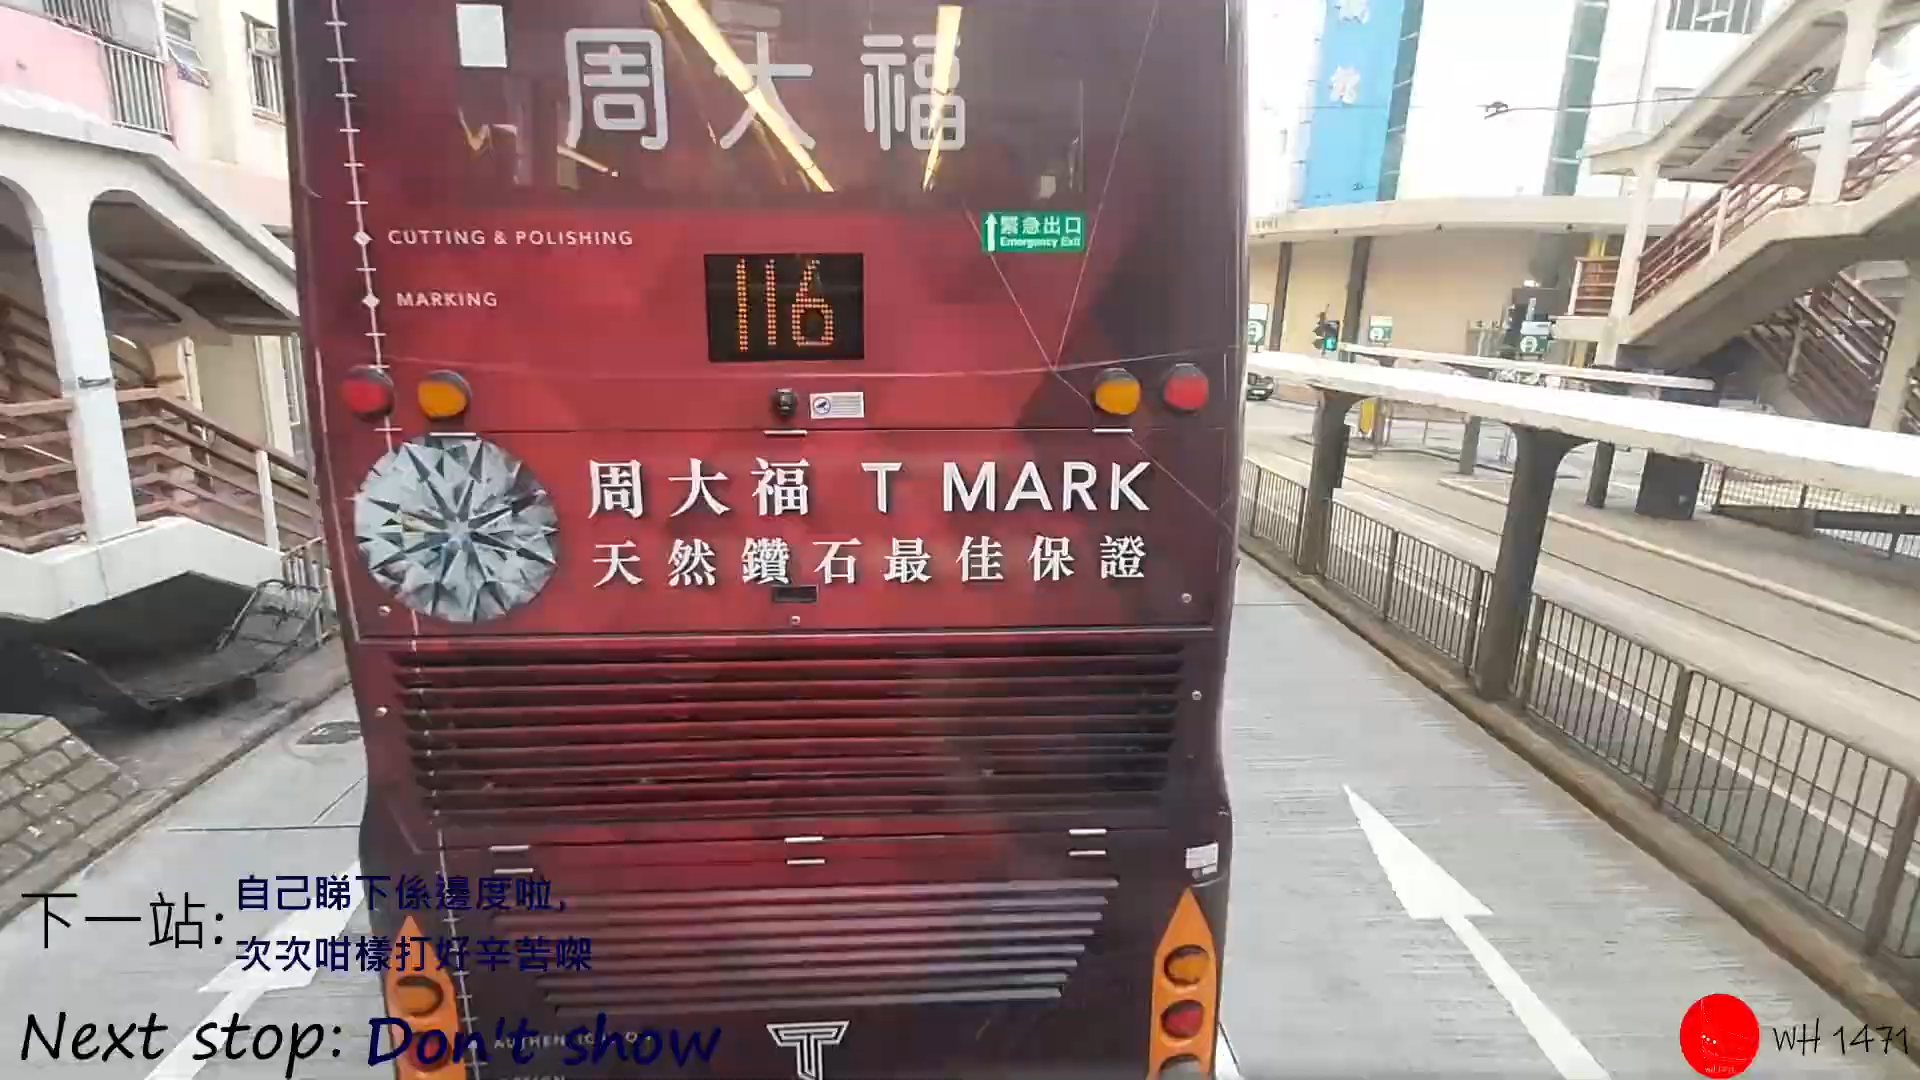 周大福
CUTTING & POLISHING
緊急出口
Emergency Exit
116
MARKING
周大福 T MARK
天然鑽石最佳保證
下一站: 自己睇下係邊度啦,
次次咁樣打好辛苦㗎
Next stop: Don't show
WH 1471